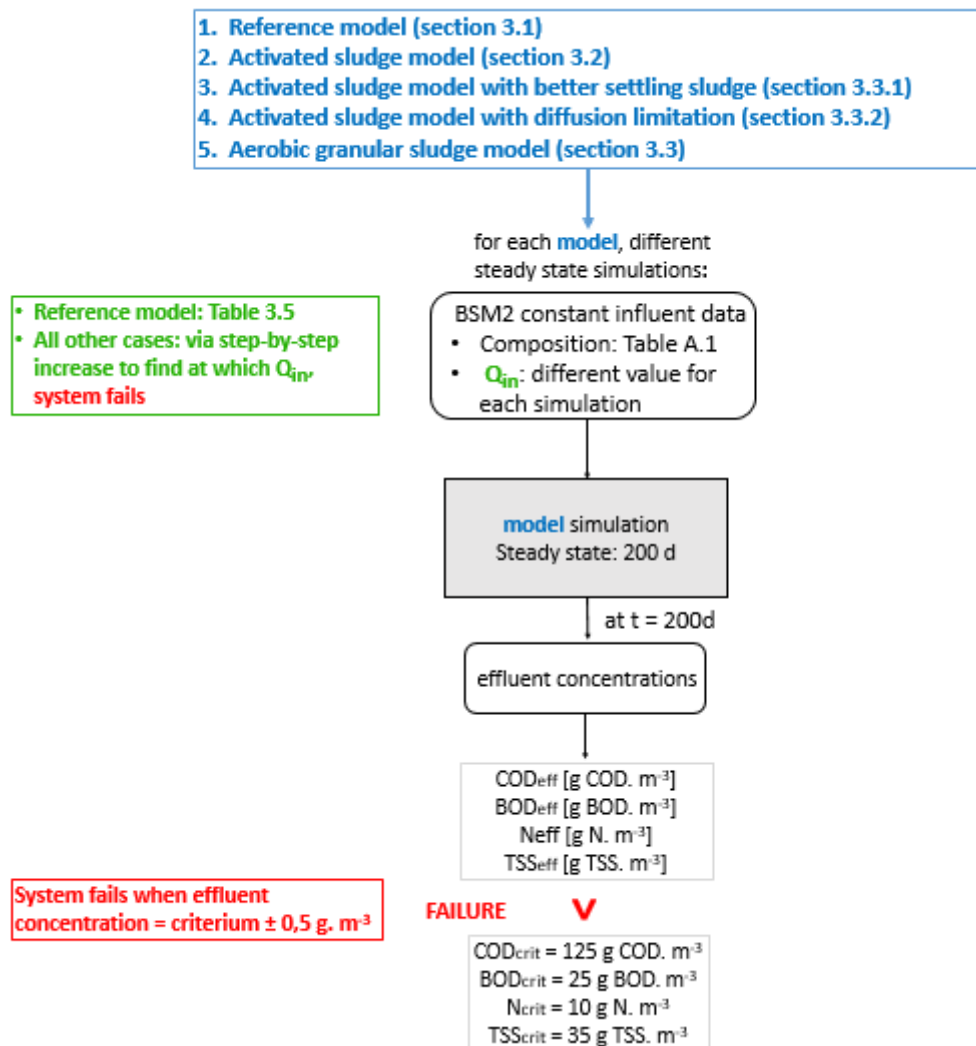 1. Reference model (section 3.1)
2. Activated sludge model (section 3.2)
3. Activated sludge model with better settling sludge (section 3.3.1)
4. Activated sludge model with diffusion limitation (section 3.3.2)
5. Aerobic granular sludge model (section 3.3)
for each model, different
steady state simulations:
• Reference model: Table 3.5
• All other cases: via step-by-step
increase to find at which Qin,
system fails
BSM2 constant influent data
• Composition: Table A.1
• Qin: different value for
each simulation
model simulation
Steady state: 200 d
at t = 200d
effluent concentrations
CODeff [g COD. m-3]
BODeff [g BOD. m-3]
Neff [g N. m-3]
TSSeff [g TSS. m-3]
System fails when effluent
concentration = criterium ± 0,5 g. m-3
FAILURE V
CODcrit = 125 g COD. m-3
BODcrit = 25 g BOD. m-3
Ncrit = 10 g N. m-3
TSScrit = 35 g TSS. m-3